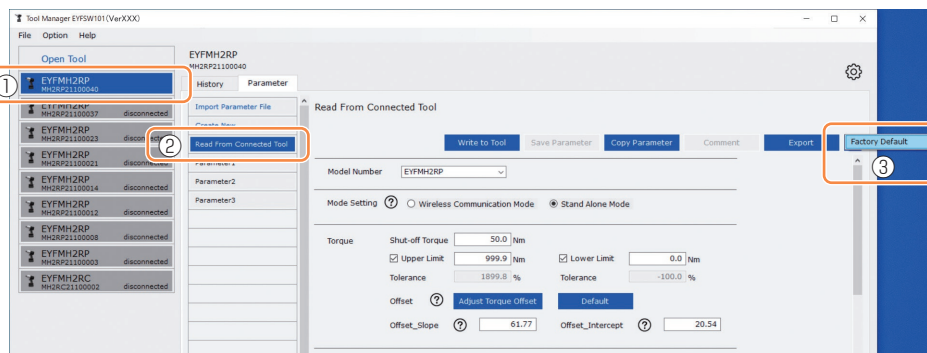 Tool Manager EYFSW101(VerXXX)
File Option Help
Open Tool
EYFMH2RP
MH2RP21100040
EYFMH2RP
MH2RP21100037 disconnected
EYFMH2RP
MH2RP21100023 disconnected
EYFMH2RP
MH2RP21100021 disconnected
EYFMH2RP
MH2RP21100014 disconnected
EYFMH2RP
MH2RP21100012 disconnected
EYFMH2RP
MH2RP21100008 disconnected
EYFMH2RP
MH2RP21100003 disconnected
EYFMH2RC
MH2RC21100002 disconnected
①
EYFMH2RP
MH2RP21100040
History Parameter
Import Parameter File
Create New
② Read From Connected Tool
Parameter1
Parameter2
Parameter3
Read From Connected Tool
Write to Tool Save Parameter Copy Parameter Comment Export Factory Default
③
Model Number EYFMH2RP
Mode Setting ? Wireless Communication Mode Stand Alone Mode
Torque Shut-off Torque 50.0 Nm
Upper Limit 999.9 Nm Lower Limit 0.0 Nm
Tolerance 1899.8 % Tolerance -100.0 %
Offset ? Adjust Torque Offset Default
Offset_Slope ? 61.77 Offset_Intercept ? 20.54